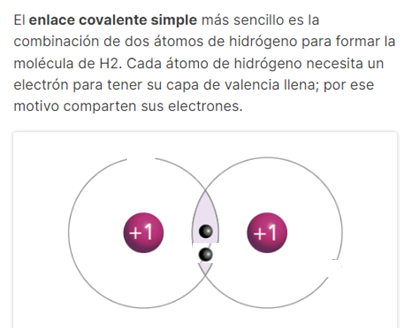 El enlace covalente simple más sencillo es la
combinación de dos átomos de hidrógeno para formar la
molécula de H2. Cada átomo de hidrógeno necesita un
electrón para tener su capa de valencia llena; por ese
motivo comparten sus electrones.
+1 +1